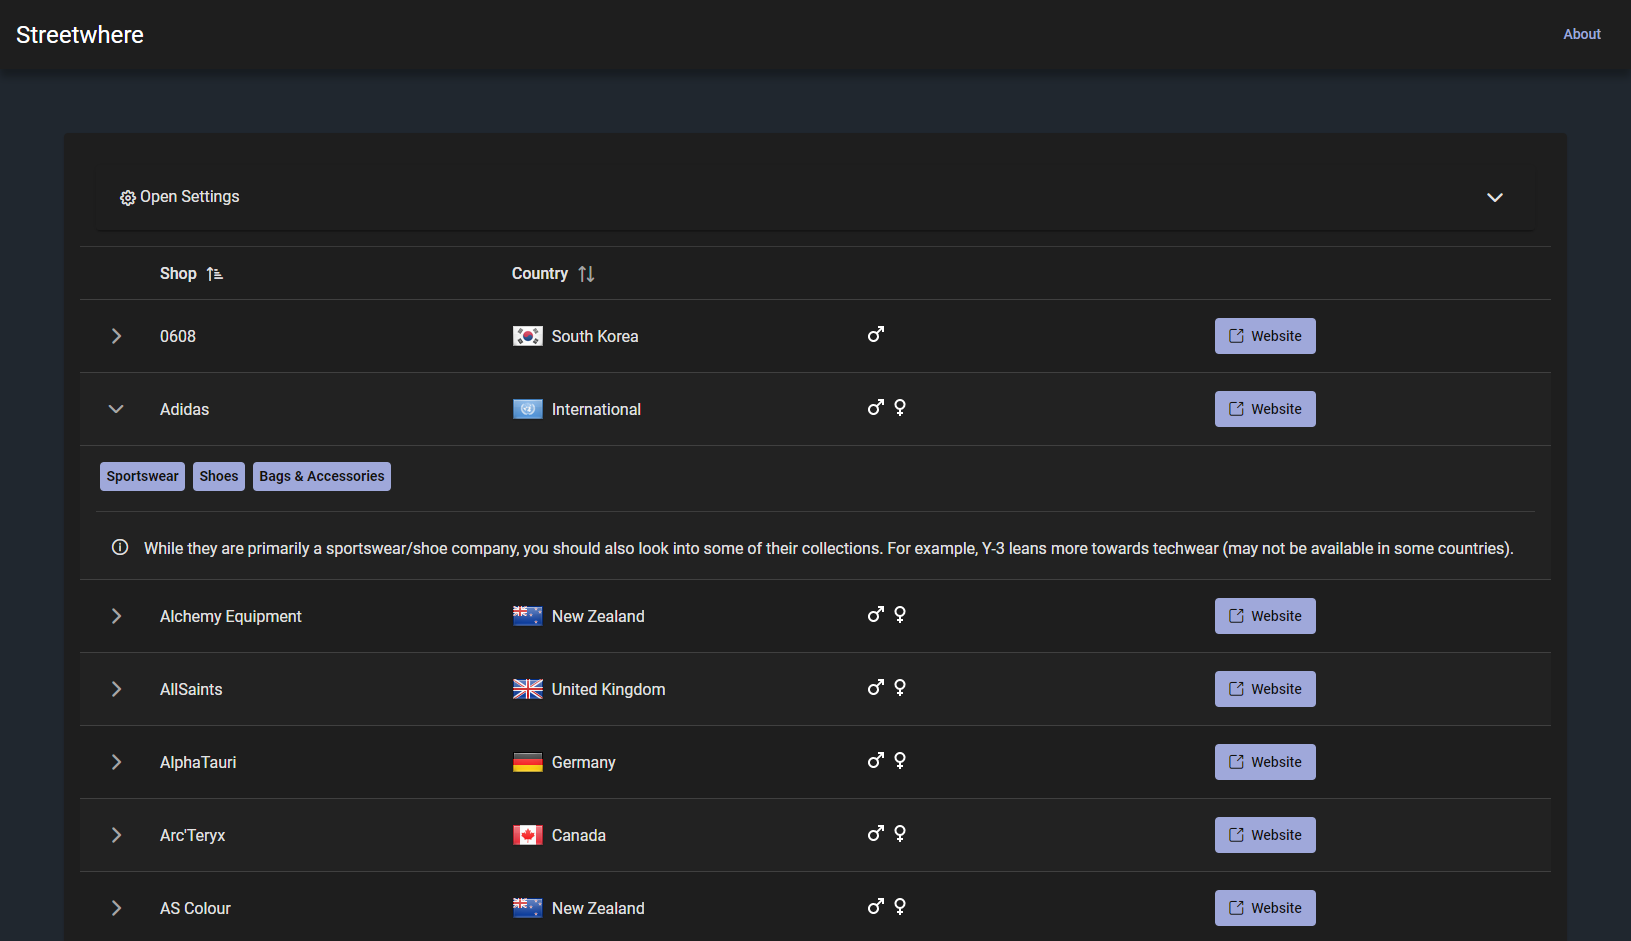 Streetwhere
About
Open Settings
Shop Country
0608 South Korea Website
Adidas International Website
Sportswear Shoes Bags & Accessories
While they are primarily a sportswear/shoe company, you should also look into some of their collections. For example, Y-3 leans more towards techwear (may not be available in some countries).
Alchemy Equipment New Zealand Website
AllSaints United Kingdom Website
AlphaTauri Germany Website
Arc'Teryx Canada Website
AS Colour New Zealand Website